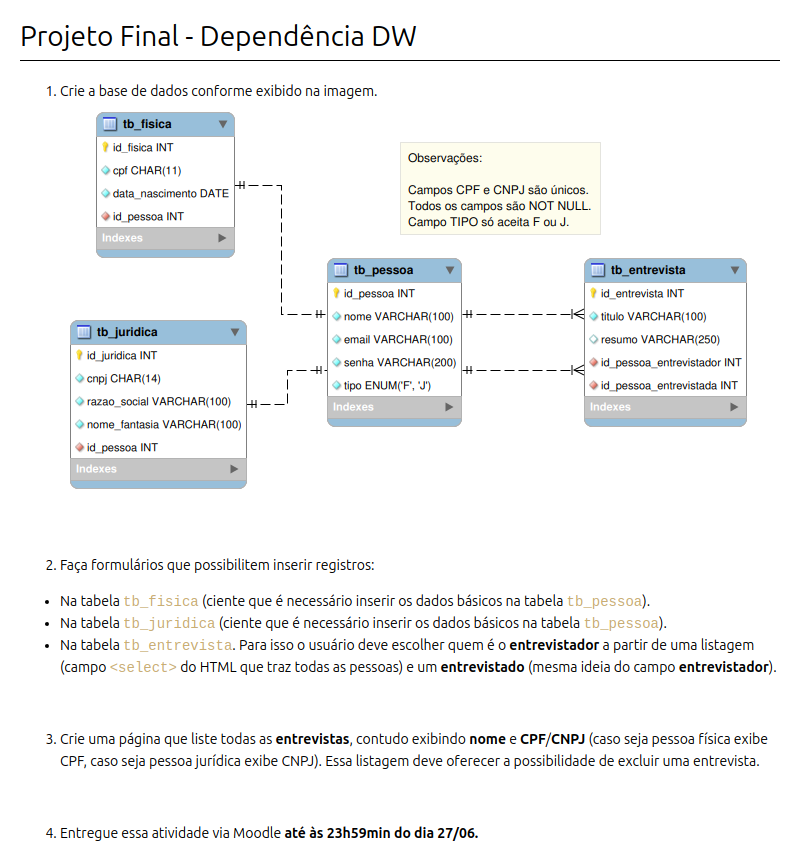 Projeto Final - Dependência DW
1. Crie a base de dados conforme exibido na imagem.
tb_fisica
id_fisica INT
cpf CHAR(11)
data_nascimento DATE
id_pessoa INT
Indexes
Observações:
Campos CPF e CNPJ são únicos.
Todos os campos são NOT NULL.
Campo TIPO só aceita F ou J.
tb_juridica
id_juridica INT
cnpj CHAR(14)
razao_social VARCHAR(100)
nome_fantasia VARCHAR(100)
id_pessoa INT
Indexes
tb_pessoa
id_pessoa INT
nome VARCHAR(100)
email VARCHAR(100)
senha VARCHAR(200)
tipo ENUM('F', 'J')
Indexes
tb_entrevista
id_entrevista INT
titulo VARCHAR(100)
resumo VARCHAR(250)
id_pessoa_entrevistador INT
id_pessoa_entrevistada INT
Indexes
2. Faça formulários que possibilitem inserir registros:
• Na tabela tb_fisica (ciente que é necessário inserir os dados básicos na tabela tb_pessoa).
• Na tabela tb_juridica (ciente que é necessário inserir os dados básicos na tabela tb_pessoa).
• Na tabela tb_entrevista. Para isso o usuário deve escolher quem é o entrevistador a partir de uma listagem
(campo <select> do HTML que traz todas as pessoas) e um entrevistado (mesma ideia do campo entrevistador).
3. Crie uma página que liste todas as entrevistas, contudo exibindo nome e CPF/CNPJ (caso seja pessoa física exibe
CPF, caso seja pessoa jurídica exibe CNPJ). Essa listagem deve oferecer a possibilidade de excluir uma entrevista.
4. Entregue essa atividade via Moodle até às 23h59min do dia 27/06.